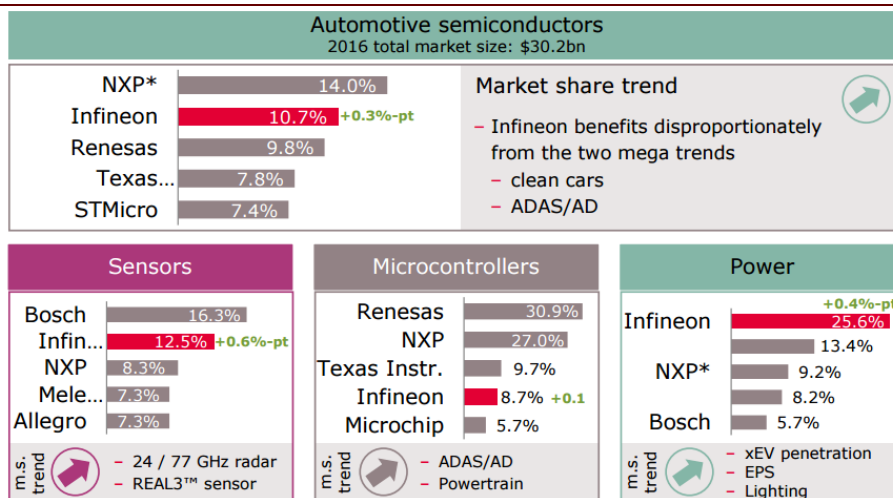 Automotive semiconductors
2016 total market size: $30.2bn
NXP* 14.0%
Infineon 10.7% +0.3%-pt
Renesas 9.8%
Texas... 7.8%
STMicro 7.4%
Market share trend
– Infineon benefits disproportionately
from the two mega trends
– clean cars
– ADAS/AD
Sensors
Bosch 16.3%
Infin... 12.5% +0.6%-pt
NXP 8.3%
Mele... 7.3%
Allegro 7.3%
m.s. trend
– 24 / 77 GHz radar
– REAL3™ sensor
Microcontrollers
Renesas 30.9%
NXP 27.0%
Texas Instr. 9.7%
Infineon 8.7% +0.1
Microchip 5.7%
m.s. trend
– ADAS/AD
– Powertrain
Power
+0.4%-pt
Infineon 25.6%
13.4%
NXP* 9.2%
8.2%
Bosch 5.7%
m.s. trend
– xEV penetration
– EPS
– Lighting